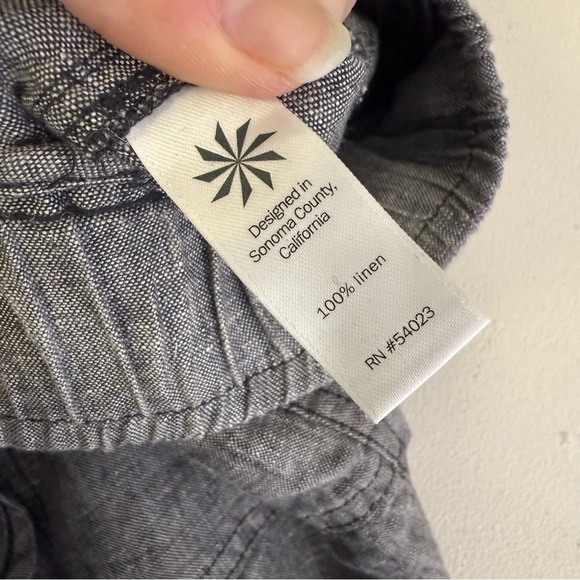 Designed in
Sonoma County,
California
100% linen
RN #54023